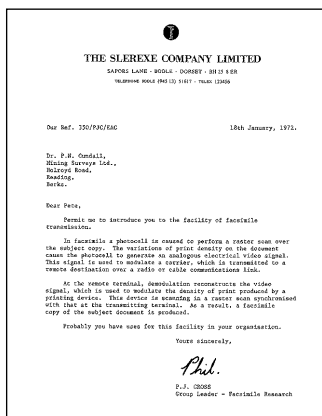 THE SLEREXE COMPANY LIMITED
SAPORS LANE - BOOLE - DORSET - BH 25 8 ER
TELEPHONE BOOLE (945 13) 51617 - TELEX 123456
Our Ref. 350/PJC/EAC
18th January, 1972.
Dr. P.N. Cundall,
Mining Surveys Ltd.,
Holroyd Road,
Reading,
Berks.
Dear Pete,
Permit me to introduce you to the facility of facsimile
transmission.
In facsimile a photocell is caused to perform a raster scan over
the subject copy. The variations of print density on the document
cause the photocell to generate an analogous electrical video signal.
This signal is used to modulate a carrier, which is transmitted to a
remote destination over a radio or cable communications link.
At the remote terminal, demodulation reconstructs the video
signal, which is used to modulate the density of print produced by a
printing device. This device is scanning in a raster scan synchronised
with that at the transmitting terminal. As a result, a facsimile
copy of the subject document is produced.
Probably you have uses for this facility in your organisation.
Yours sincerely,
Phil.
P.J. CROSS
Group Leader - Facsimile Research